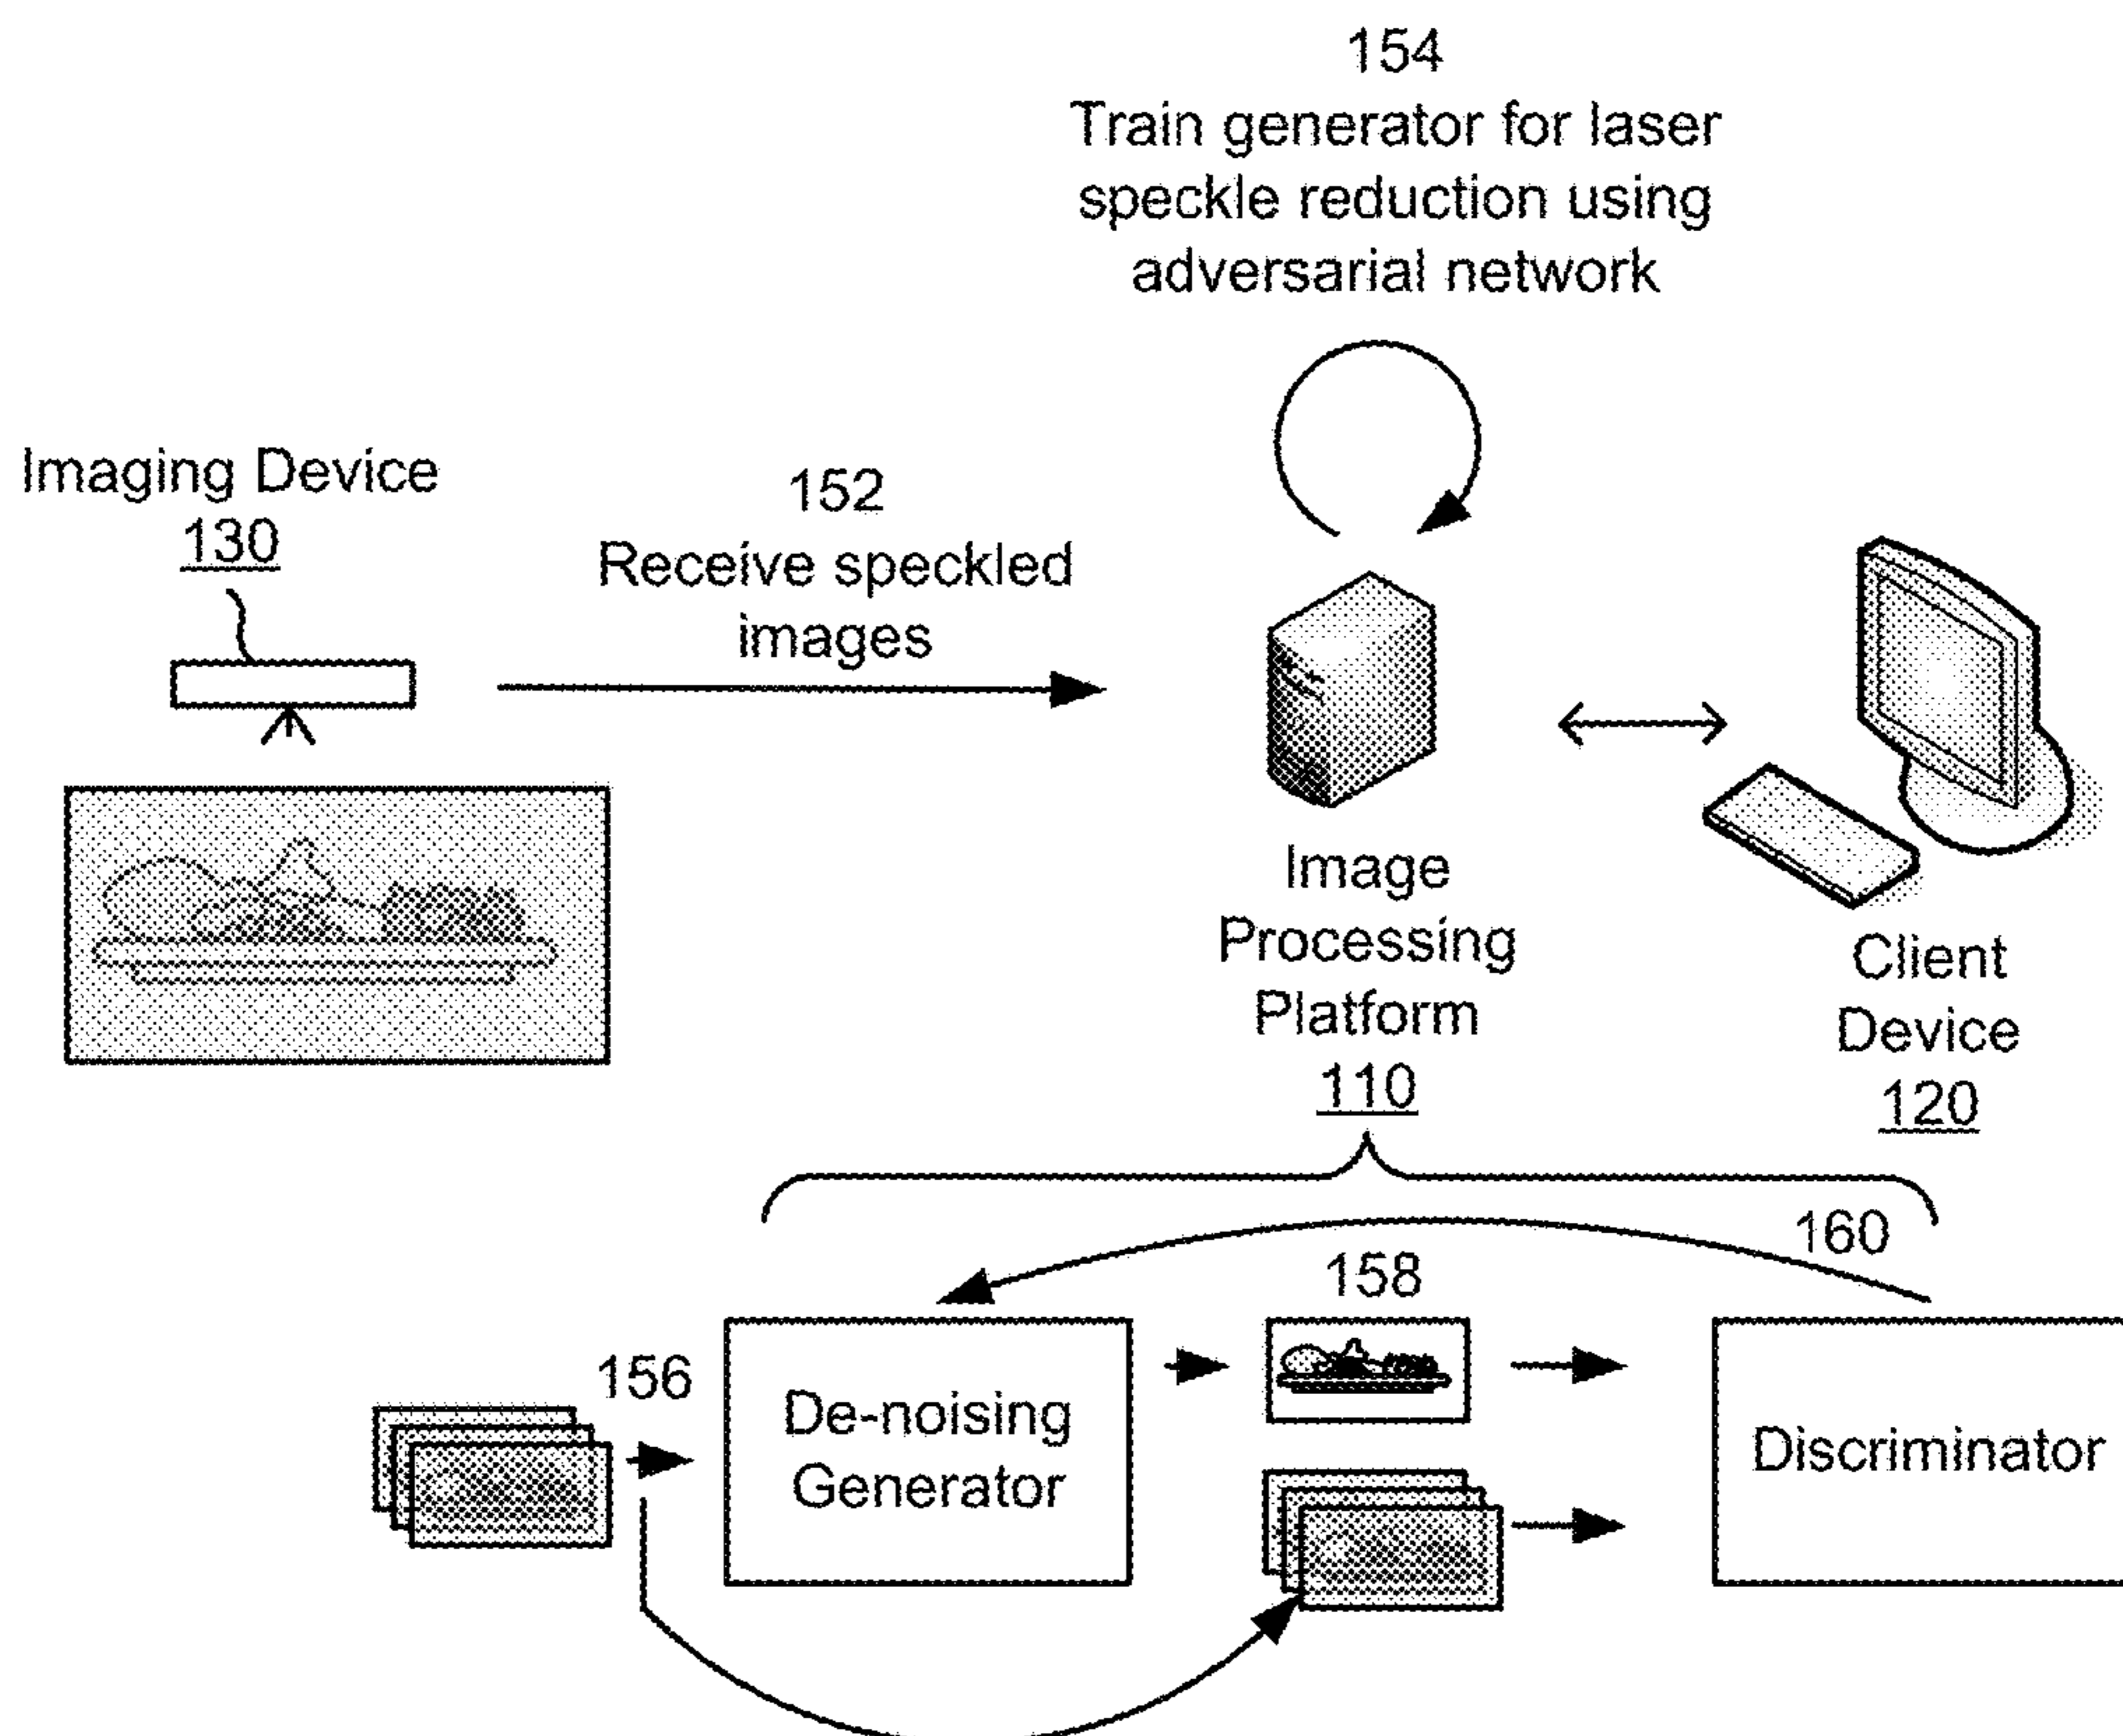 154
Train generator for laser
speckle reduction using
adversarial network
Imaging Device
130
152
Receive speckled
images
Image
Processing
Platform
110
Client
Device
120
160
158
156
De-noising
Generator
Discriminator